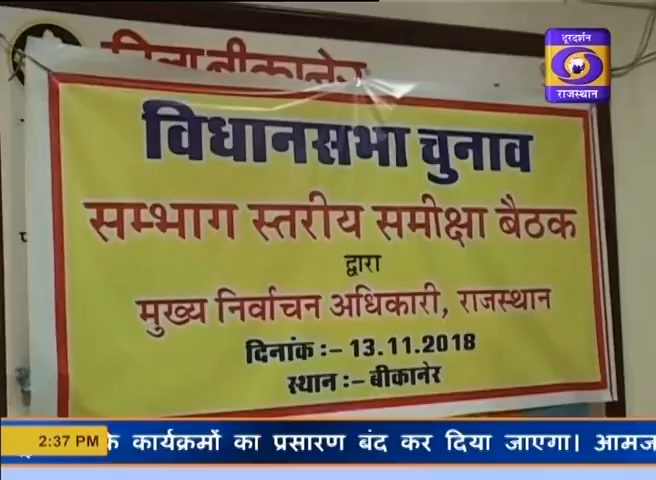 दूरदर्शन
राजस्थान
विधानसभा चुनाव
सम्भाग स्तरीय समीक्षा बैठक
द्वारा
मुख्य निर्वाचन अधिकारी, राजस्थान
दिनांक :– 13.11.2018
स्थान :– बीकानेर
2:37 PM के कार्यक्रमों का प्रसारण बंद कर दिया जाएगा।